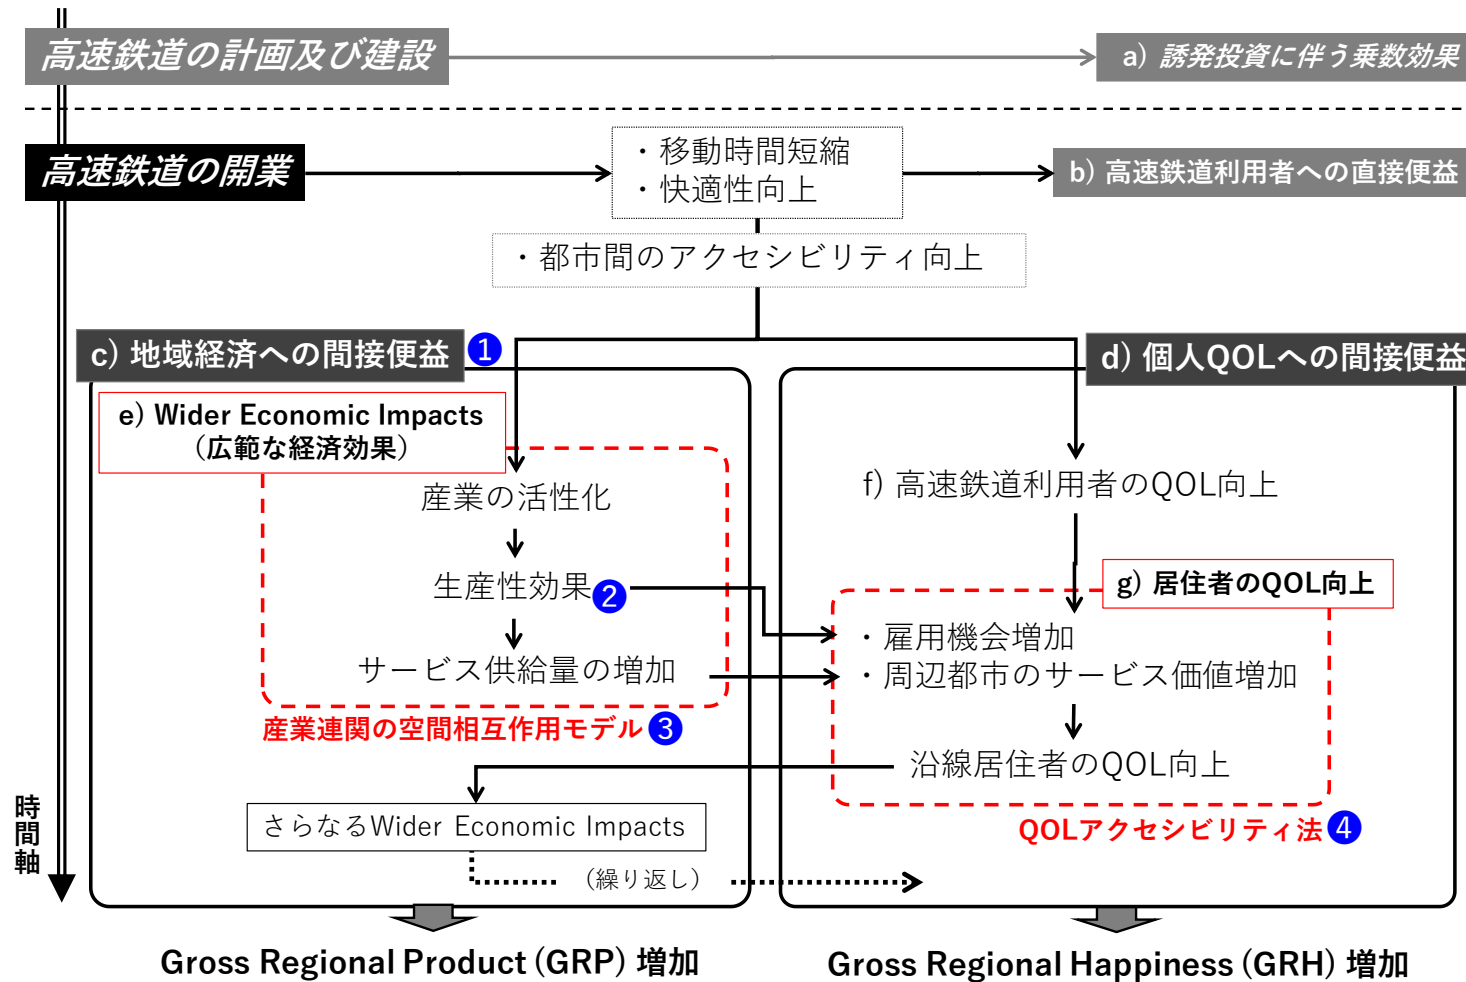 高速鉄道の計画及び建設
a) 誘発投資に伴う乗数効果
高速鉄道の開業
・移動時間短縮
・快適性向上
b) 高速鉄道利用者への直接便益
・都市間のアクセシビリティ向上
c) 地域経済への間接便益 1
d) 個人QOLへの間接便益
e) Wider Economic Impacts
(広範な経済効果)
産業の活性化
f) 高速鉄道利用者のQOL向上
生産性効果 2
g) 居住者のQOL向上
・雇用機会増加
サービス供給量の増加
・周辺都市のサービス価値増加
産業連関の空間相互作用モデル 3
沿線居住者のQOL向上
さらなるWider Economic Impacts
QOLアクセシビリティ法 4
時間軸
(繰り返し)
Gross Regional Product (GRP) 増加
Gross Regional Happiness (GRH) 増加